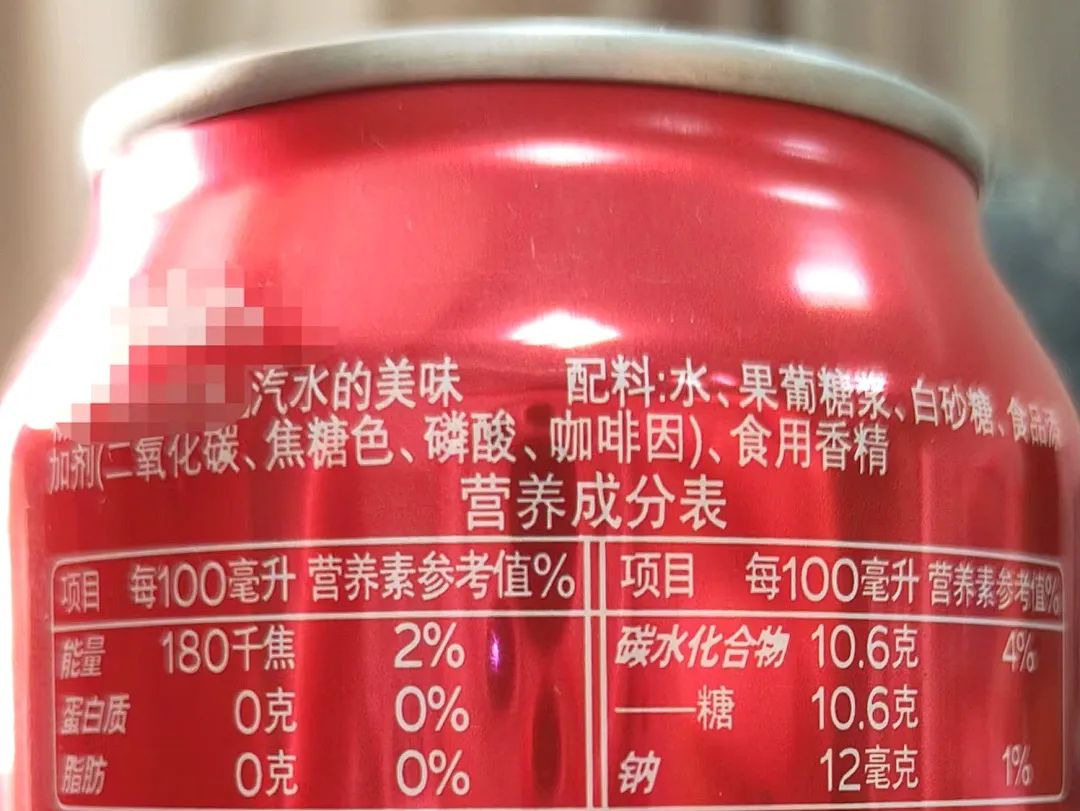 汽水的美味 配料:水、果葡糖浆、白砂糖、食品添
加剂(二氧化碳、焦糖色、磷酸、咖啡因)、食用香精
营养成分表
项目 每100毫升 营养素参考值% 项目 每100毫升 营养素参考值%
能量 180千焦 2% 碳水化合物 10.6克 4%
蛋白质 0克 0% ——糖 10.6克
脂肪 0克 0% 钠 12毫克 1%